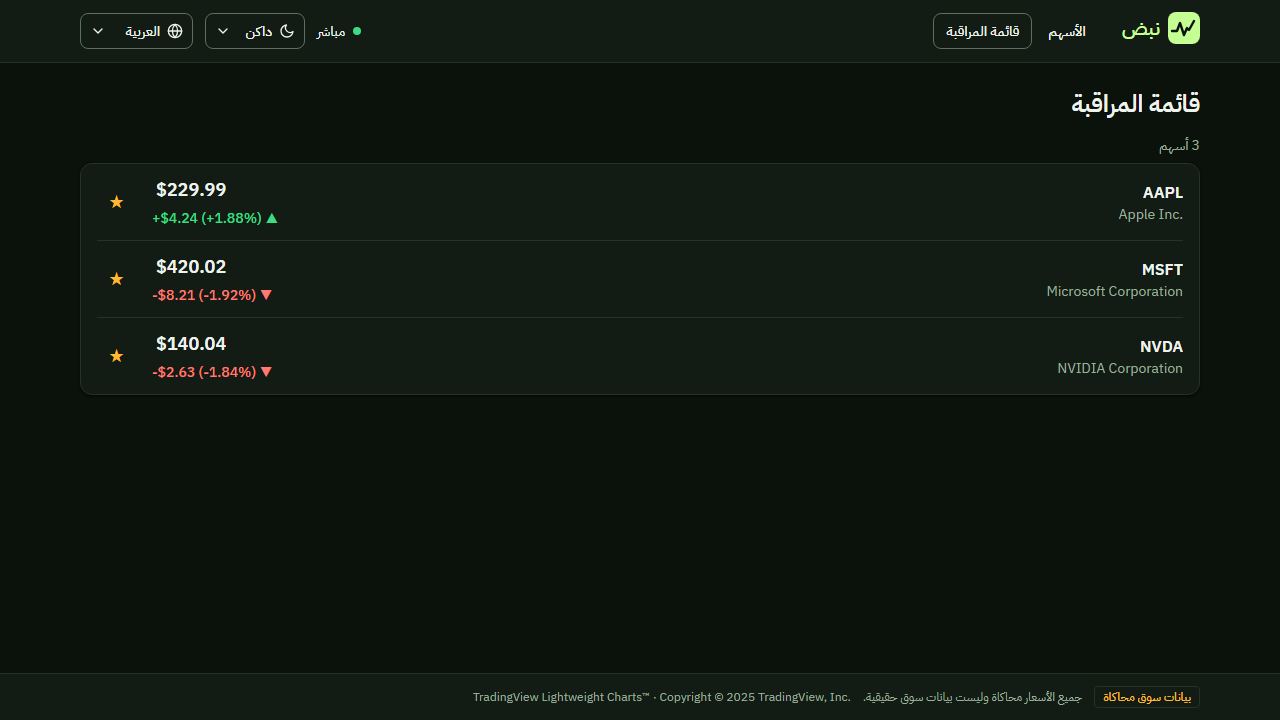 نبض
الأسهم
قائمة المراقبة
مباشر
داكن
العربية
قائمة المراقبة
3 أسهم
AAPL
Apple Inc.
$229.99
+$4.24 (+1.88%) ▲
★
MSFT
Microsoft Corporation
$420.02
-$8.21 (-1.92%) ▼
★
NVDA
NVIDIA Corporation
$140.04
-$2.63 (-1.84%) ▼
★
بيانات سوق محاكاة
جميع الأسعار محاكاة وليست بيانات سوق حقيقية.
TradingView Lightweight Charts™ · Copyright © 2025 TradingView, Inc.